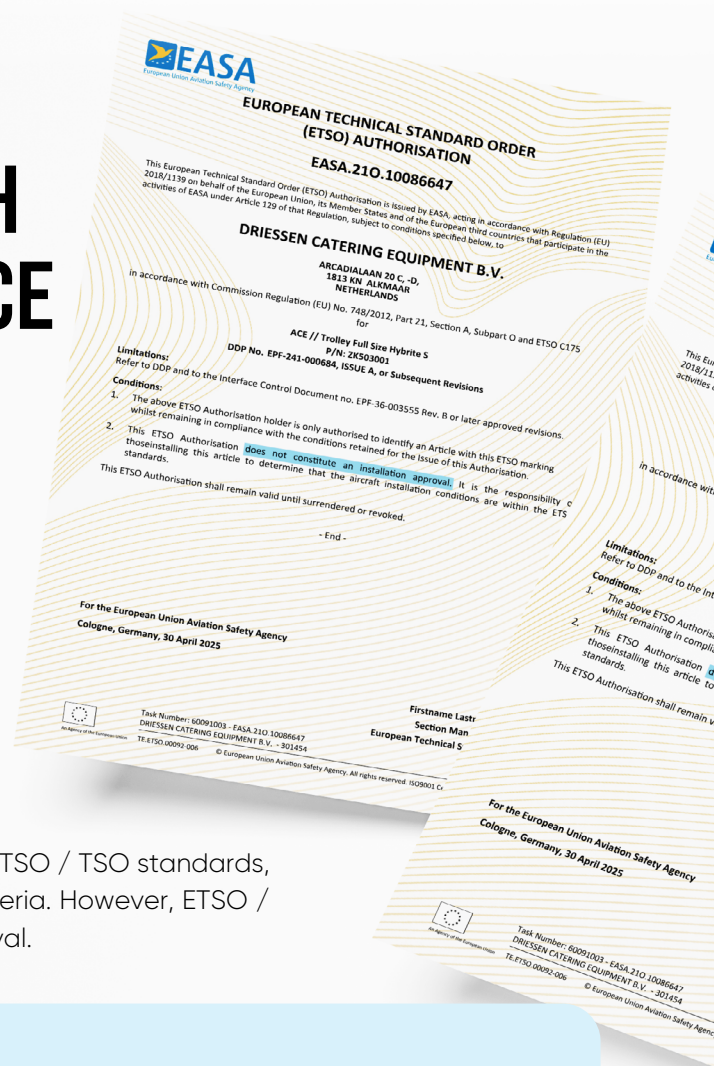 H
CE
EASA
European Union Aviation Safety Agency
EUROPEAN TECHNICAL STANDARD ORDER
(ETSO) AUTHORISATION
EASA.21O.10086647
This European Technical Standard Order (ETSO) Authorisation is issued by EASA, acting in accordance with Regulation (EU)
2018/1139 on behalf of the European Union, its Member States and of the European third countries that participate in the
activities of EASA under Article 129 of that Regulation, subject to conditions specified below, to
DRIESSEN CATERING EQUIPMENT B.V.
ARCADIALAAN 20 C, -D,
1813 KN ALKMAAR
NETHERLANDS
in accordance with Commission Regulation (EU) No. 748/2012, Part 21, Section A, Subpart O and ETSO C175
for
ACE // Trolley Full Size Hybrite S
P/N: ZK503001
DDP No. EPF-241-000684, ISSUE A, or Subsequent Revisions
Limitations:
Refer to DDP and to the Interface Control Document no. EPF-36-003555 Rev. B or later approved revisions.
Conditions:
1. The above ETSO Authorisation holder is only authorised to identify an Article with this ETSO marking
whilst remaining in compliance with the conditions retained for the Issue of this Authorisation.
2. This ETSO Authorisation does not constitute an installation approval. It is the responsibility o
thoseinstalling this article to determine that the aircraft installation conditions are within the ETS
standards.
This ETSO Authorisation shall remain valid until surrendered or revoked.
- End -
For the European Union Aviation Safety Agency
Cologne, Germany, 30 April 2025
Firstname Lastn
Section Man
European Technical S
An Agency of the European Union
Task Number: 60091003 - EASA.21O.10086647
DRIESSEN CATERING EQUIPMENT B.V. - 301454
TE.ETSO.00092-006 © European Union Aviation Safety Agency. All rights reserved. ISO9001 Ce
This Eur
2018/11
activities
in accordance with
Limitations:
Refer to DDP and to the Int
Conditions:
1. The above ETSO Authorisa
whilst remaining in complia
2. This ETSO Authorisation d
thoseinstalling this article to
standards.
This ETSO Authorisation shall remain v
For the European Union Aviation Safety Agency
Cologne, Germany, 30 April 2025
An Agency of the European Union
Task Number: 60091003 - EASA.21O.10086647
DRIESSEN CATERING EQUIPMENT B.V. - 301454
TE.ETSO.00092-006 © European Union Aviation Safety Agenc
TSO / TSO standards,
eria. However, ETSO /
val.